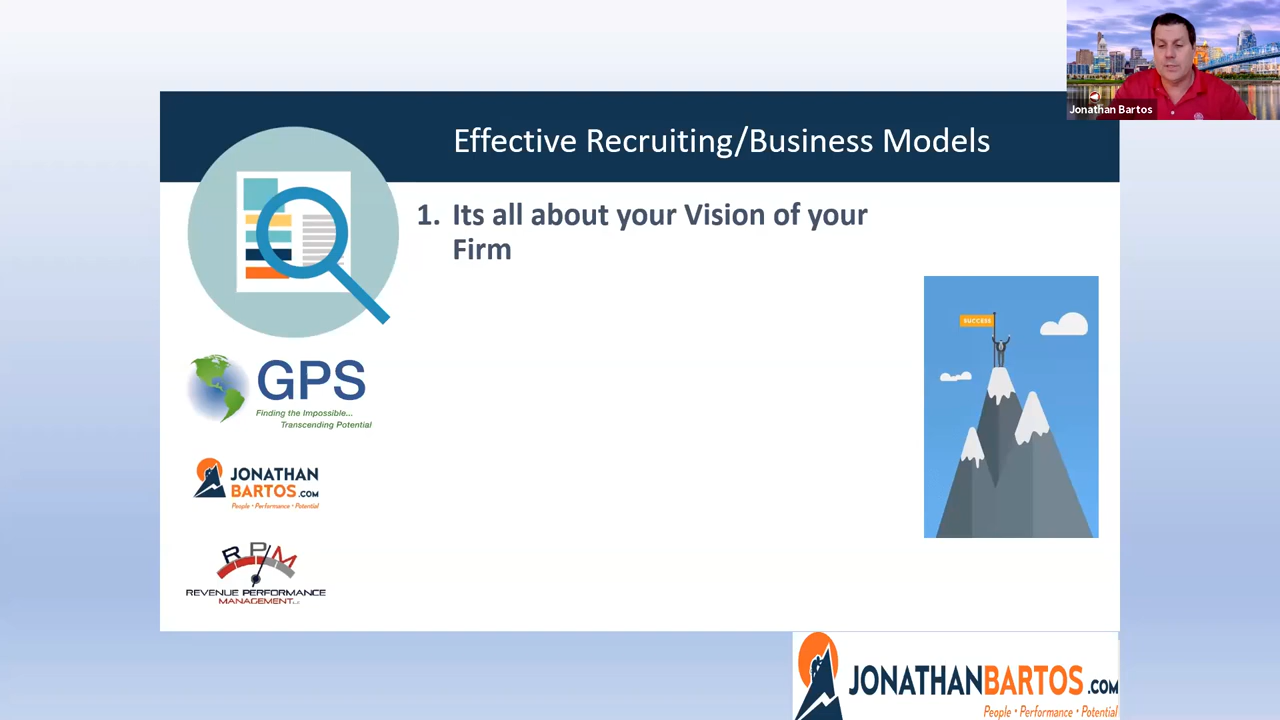 Jonathan Bartos
Effective Recruiting/Business Models
1. Its all about your Vision of your
Firm
SUCCESS
GPS
Finding the Impossible...
Transcending Potential
JONATHAN
BARTOS.COM
People • Performance • Potential
RPM
REVENUE PERFORMANCE
MANAGEMENT
JONATHANBARTOS.COM
People • Performance • Potential